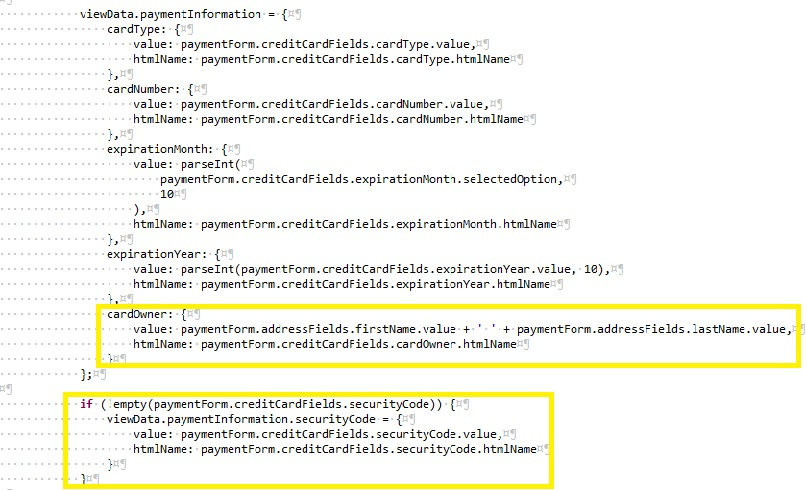 viewData.paymentInformation = {
cardType: {
value: paymentForm.creditCardFields.cardType.value,
htmlName: paymentForm.creditCardFields.cardType.htmlName
},
cardNumber: {
value: paymentForm.creditCardFields.cardNumber.value,
htmlName: paymentForm.creditCardFields.cardNumber.htmlName
},
expirationMonth: {
value: parseInt(
paymentForm.creditCardFields.expirationMonth.selectedOption,
10
),
htmlName: paymentForm.creditCardFields.expirationMonth.htmlName
},
expirationYear: {
value: parseInt(paymentForm.creditCardFields.expirationYear.value, 10),
htmlName: paymentForm.creditCardFields.expirationYear.htmlName
},
cardOwner: {
value: paymentForm.addressFields.firstName.value + ' ' + paymentForm.addressFields.lastName.value,
htmlName: paymentForm.creditCardFields.cardOwner.htmlName
}
};
if ( empty(paymentForm.creditCardFields.securityCode)) {
viewData.paymentInformation.securityCode = {
value: paymentForm.creditCardFields.securityCode.value,
htmlName: paymentForm.creditCardFields.securityCode.htmlName
}
}